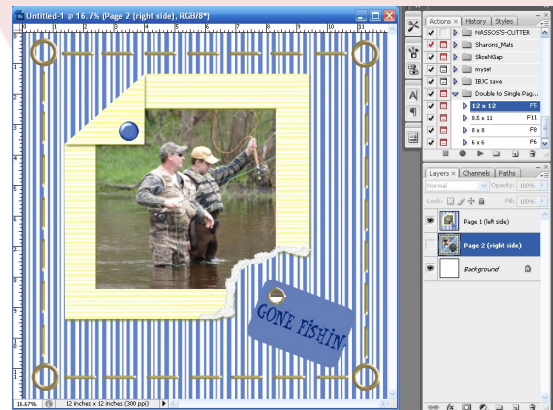 Untitled-1 @ 16.7% (Page 2 (right side), RGB/8*)
GONE FISHIN'
16.67%
12 inches x 12 inches (300 ppi)
Actions × History Styles
NASSOS'S-CUTTER
Sharons_Mats
SliceNGap
myset
IBJC save
Double to Single Pag...
12 x 12 F5
8.5 x 11 F11
8 x 8 F8
6 x 6 F6
Layers × Channels Paths
Normal Opacity: 100%
Lock: Fill: 100%
Page 1 (left side)
Page 2 (right side)
Background